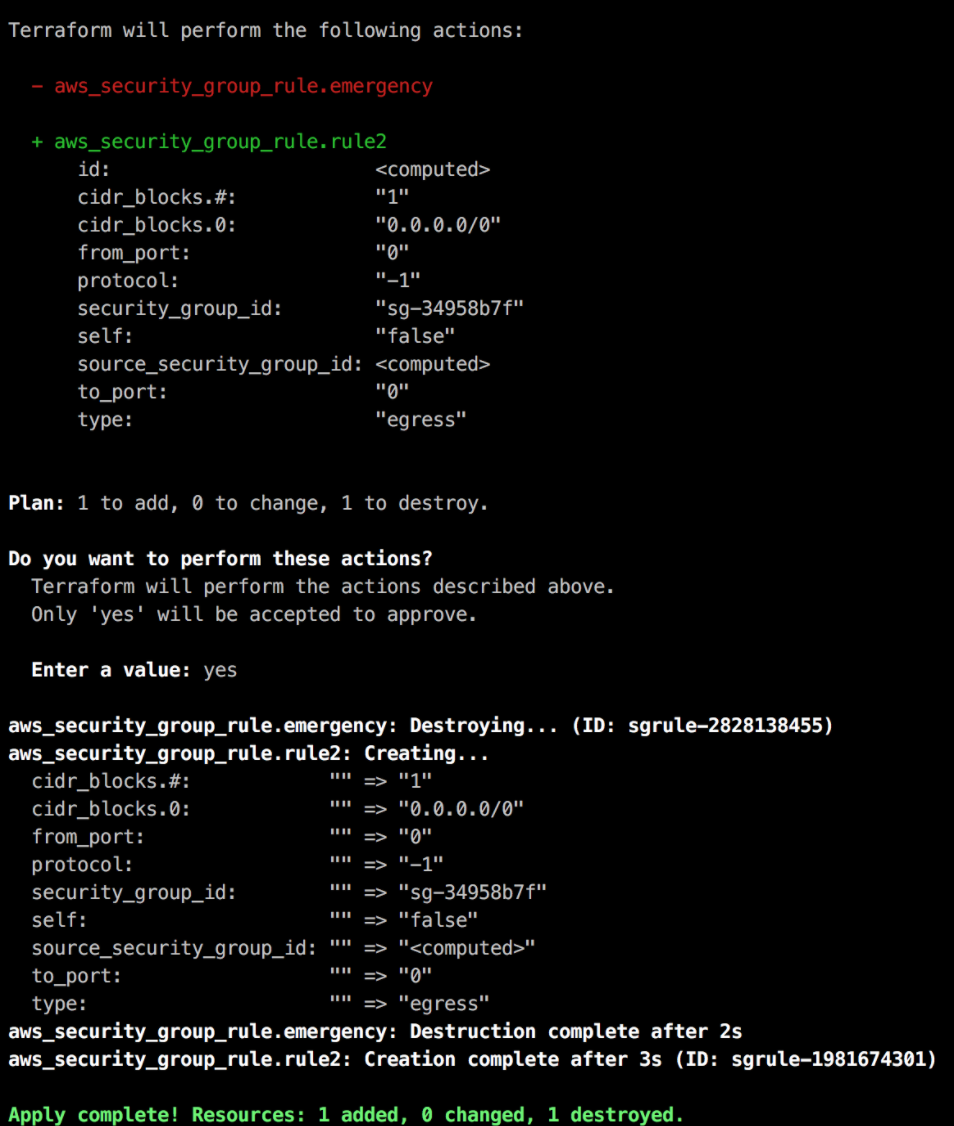 Terraform will perform the following actions:
- aws_security_group_rule.emergency
+ aws_security_group_rule.rule2
id: <computed>
cidr_blocks.#: "1"
cidr_blocks.0: "0.0.0.0/0"
from_port: "0"
protocol: "-1"
security_group_id: "sg-34958b7f"
self: "false"
source_security_group_id: <computed>
to_port: "0"
type: "egress"
Plan: 1 to add, 0 to change, 1 to destroy.
Do you want to perform these actions?
Terraform will perform the actions described above.
Only 'yes' will be accepted to approve.
Enter a value: yes
aws_security_group_rule.emergency: Destroying... (ID: sgrule-2828138455)
aws_security_group_rule.rule2: Creating...
cidr_blocks.#: "" => "1"
cidr_blocks.0: "" => "0.0.0.0/0"
from_port: "" => "0"
protocol: "" => "-1"
security_group_id: "" => "sg-34958b7f"
self: "" => "false"
source_security_group_id: "" => "<computed>"
to_port: "" => "0"
type: "" => "egress"
aws_security_group_rule.emergency: Destruction complete after 2s
aws_security_group_rule.rule2: Creation complete after 3s (ID: sgrule-1981674301)
Apply complete! Resources: 1 added, 0 changed, 1 destroyed.